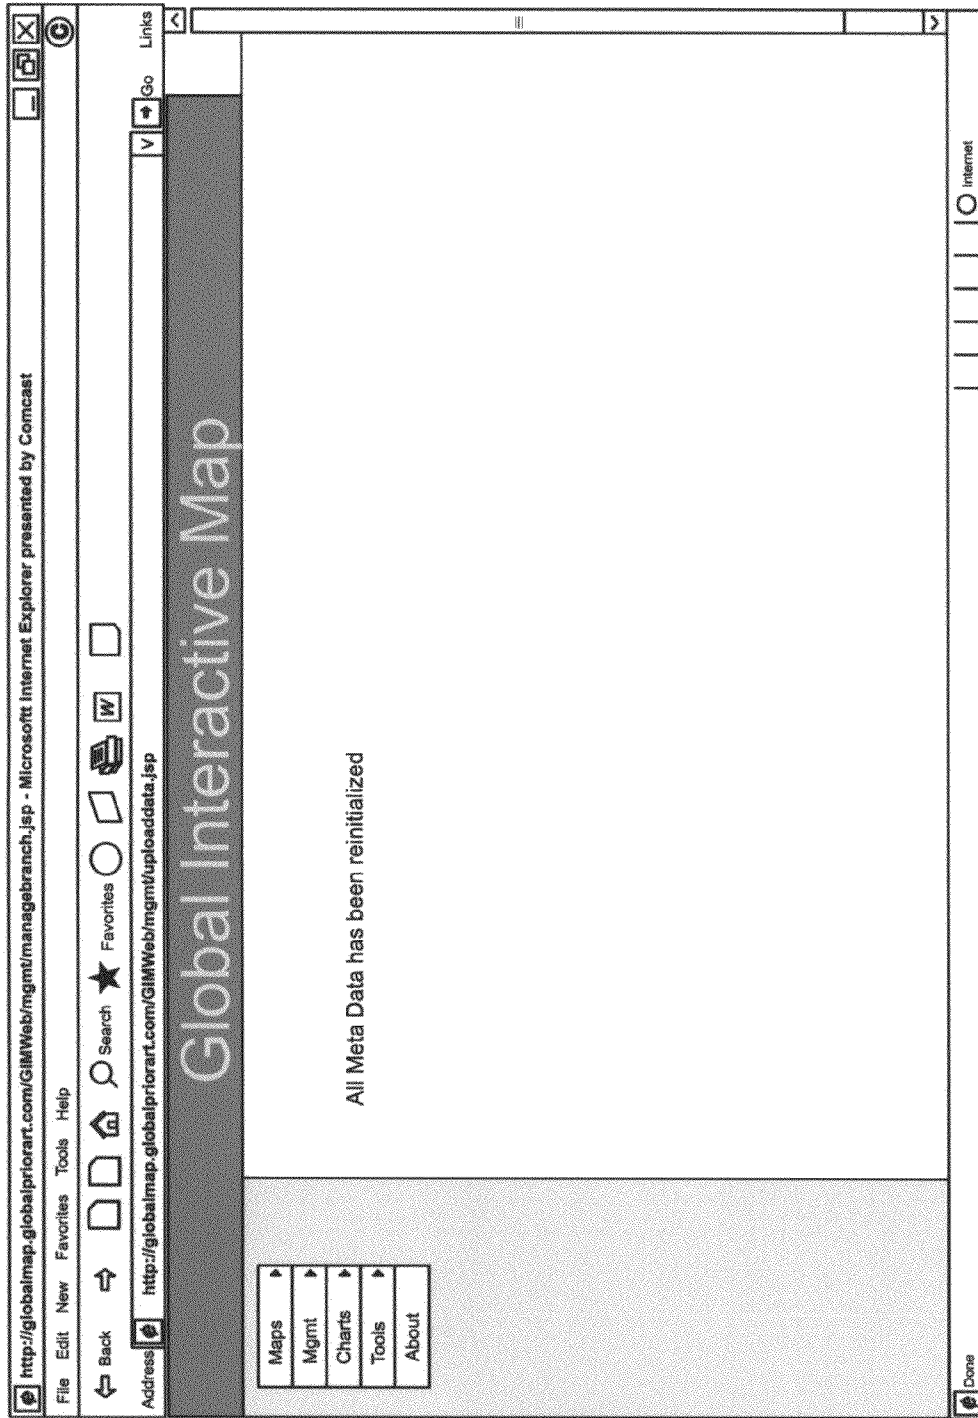 http://globalmap.globalpriorart.com/GIMWeb/mgmt/managebranch.jsp - Microsoftt Internet Explorer presented by Comcast
File Edit New Favorites Tools Help
Back Search Favorites W
Address http://globalmap.globalpriorart.com/GIMWeb/mgmt/uploaddata.jsp Go Links
Global Interactive Map
Maps
Mgmt
Charts
Tools
About
All Meta Data has been reinitialized
Done Internet